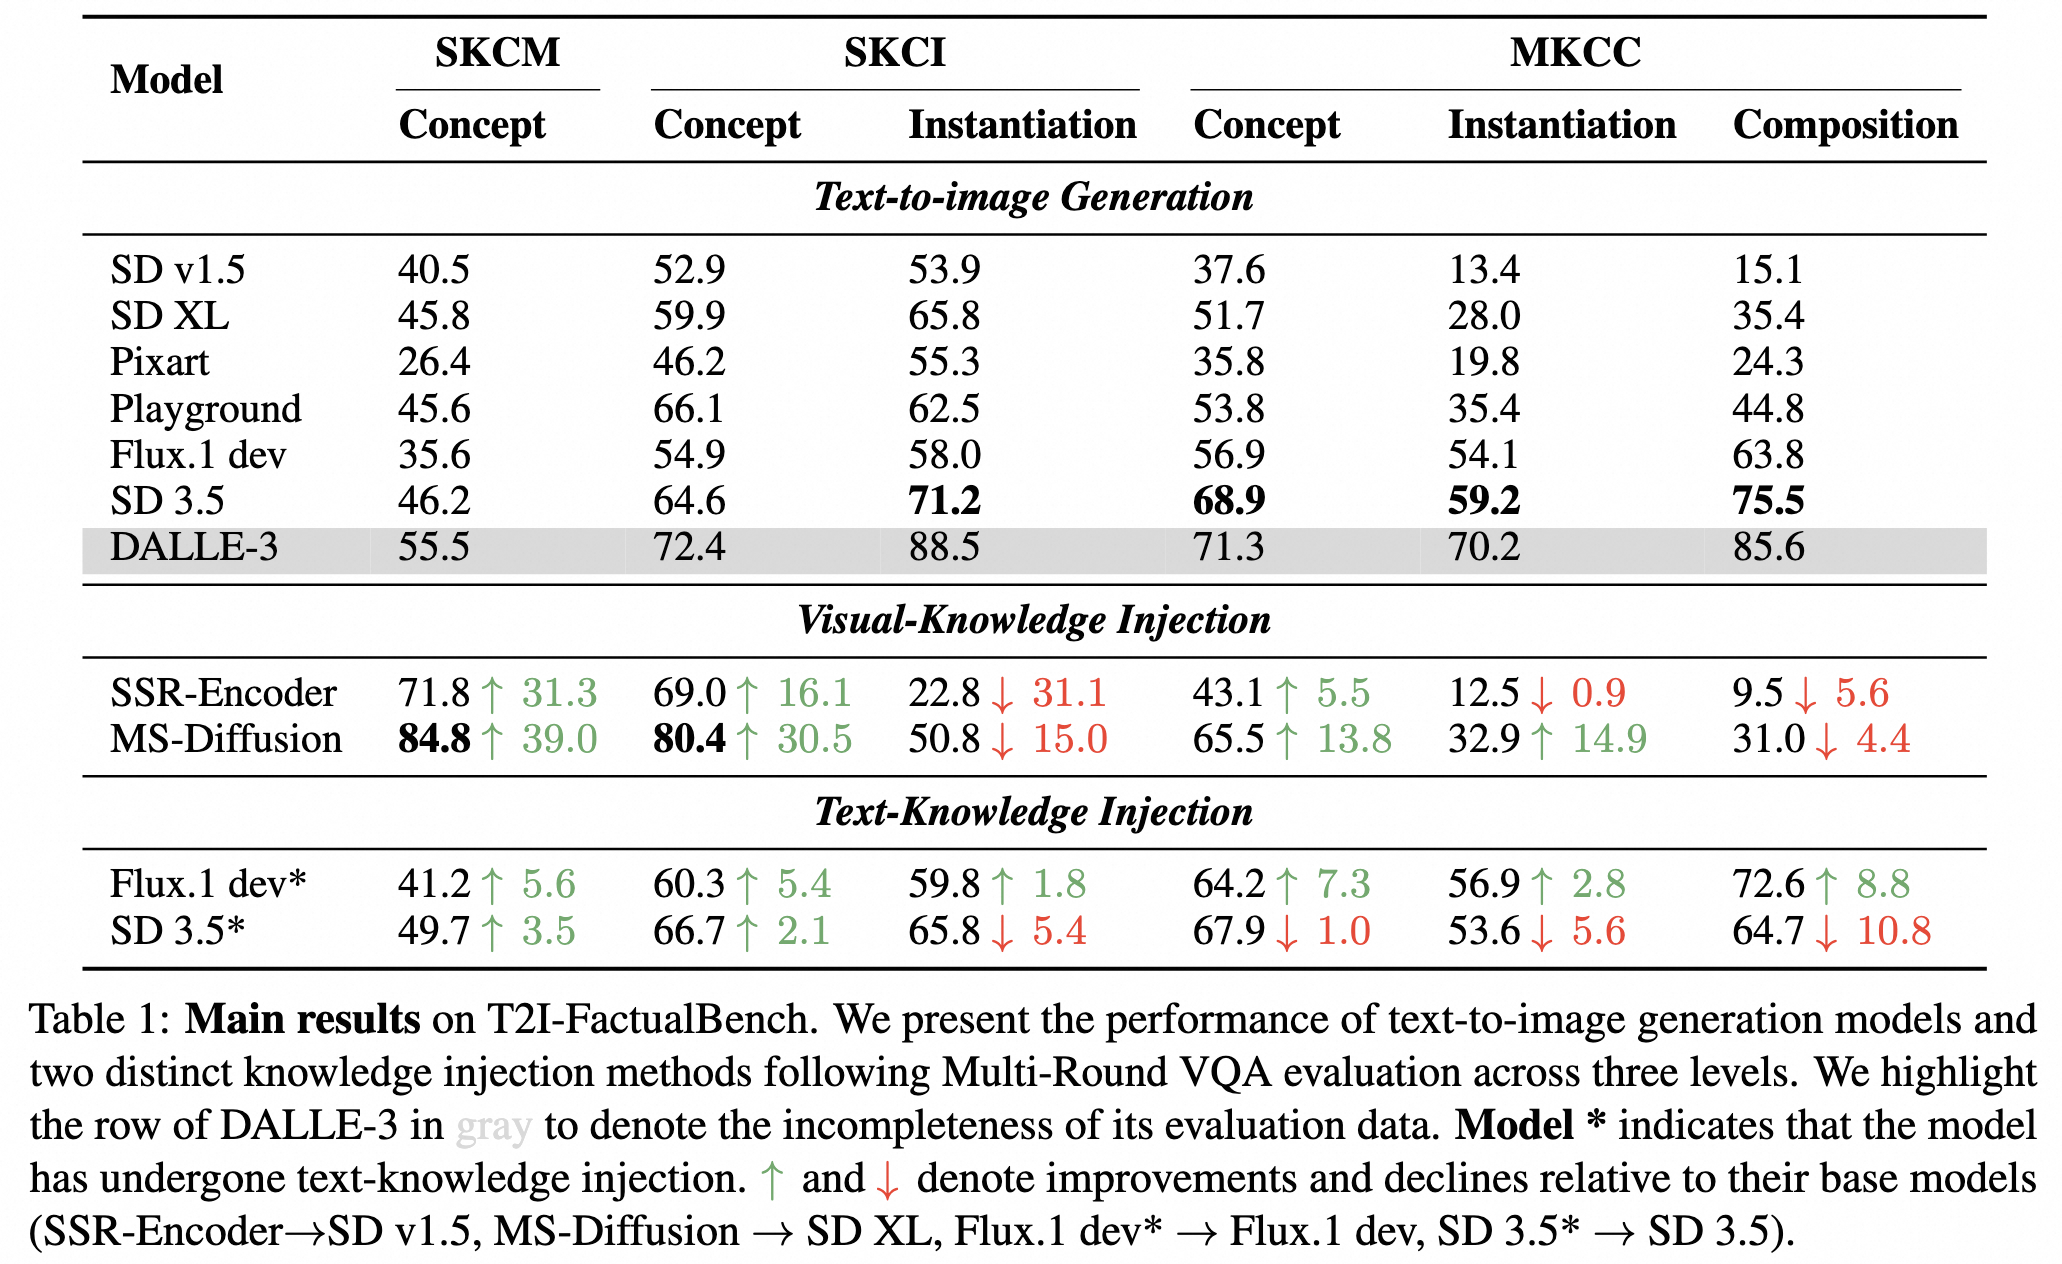 Model SKCM SKCI MKCC
Concept Concept Instantiation Concept Instantiation Composition
Text-to-image Generation
SD v1.5 40.5 52.9 53.9 37.6 13.4 15.1
SD XL 45.8 59.9 65.8 51.7 28.0 35.4
Pixart 26.4 46.2 55.3 35.8 19.8 24.3
Playground 45.6 66.1 62.5 53.8 35.4 44.8
Flux.1 dev 35.6 54.9 58.0 56.9 54.1 63.8
SD 3.5 46.2 64.6 71.2 68.9 59.2 75.5
DALLE-3 55.5 72.4 88.5 71.3 70.2 85.6
Visual-Knowledge Injection
SSR-Encoder 71.8 ↑ 31.3 69.0 ↑ 16.1 22.8 ↓ 31.1 43.1 ↑ 5.5 12.5 ↓ 0.9 9.5 ↓ 5.6
MS-Diffusion 84.8 ↑ 39.0 80.4 ↑ 30.5 50.8 ↓ 15.0 65.5 ↑ 13.8 32.9 ↑ 14.9 31.0 ↓ 4.4
Text-Knowledge Injection
Flux.1 dev* 41.2 ↑ 5.6 60.3 ↑ 5.4 59.8 ↑ 1.8 64.2 ↑ 7.3 56.9 ↑ 2.8 72.6 ↑ 8.8
SD 3.5* 49.7 ↑ 3.5 66.7 ↑ 2.1 65.8 ↓ 5.4 67.9 ↓ 1.0 53.6 ↓ 5.6 64.7 ↓ 10.8
Table 1: Main results on T2I-FactualBench. We present the performance of text-to-image generation models and
two distinct knowledge injection methods following Multi-Round VQA evaluation across three levels. We highlight
the row of DALLE-3 in gray to denote the incompleteness of its evaluation data. Model * indicates that the model
has undergone text-knowledge injection. ↑ and ↓ denote improvements and declines relative to their base models
(SSR-Encoder→SD v1.5, MS-Diffusion → SD XL, Flux.1 dev* → Flux.1 dev, SD 3.5* → SD 3.5).